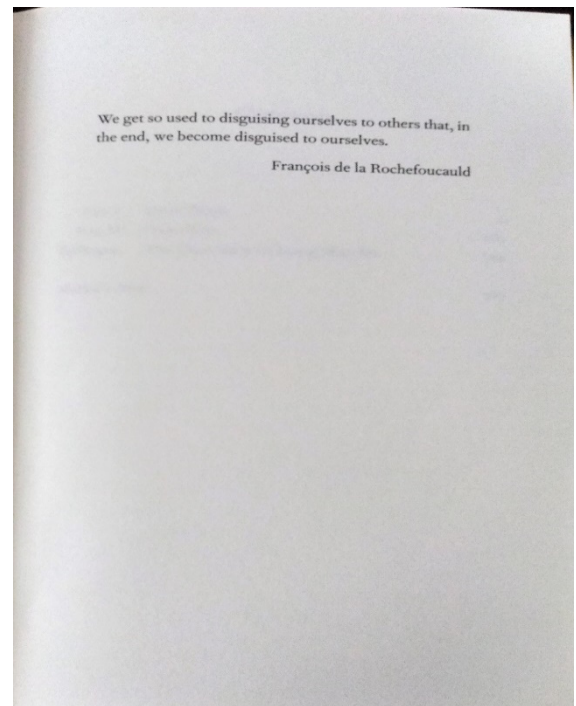 We get so used to disguising ourselves to others that, in
the end, we become disguised to ourselves.
François de la Rochefoucauld